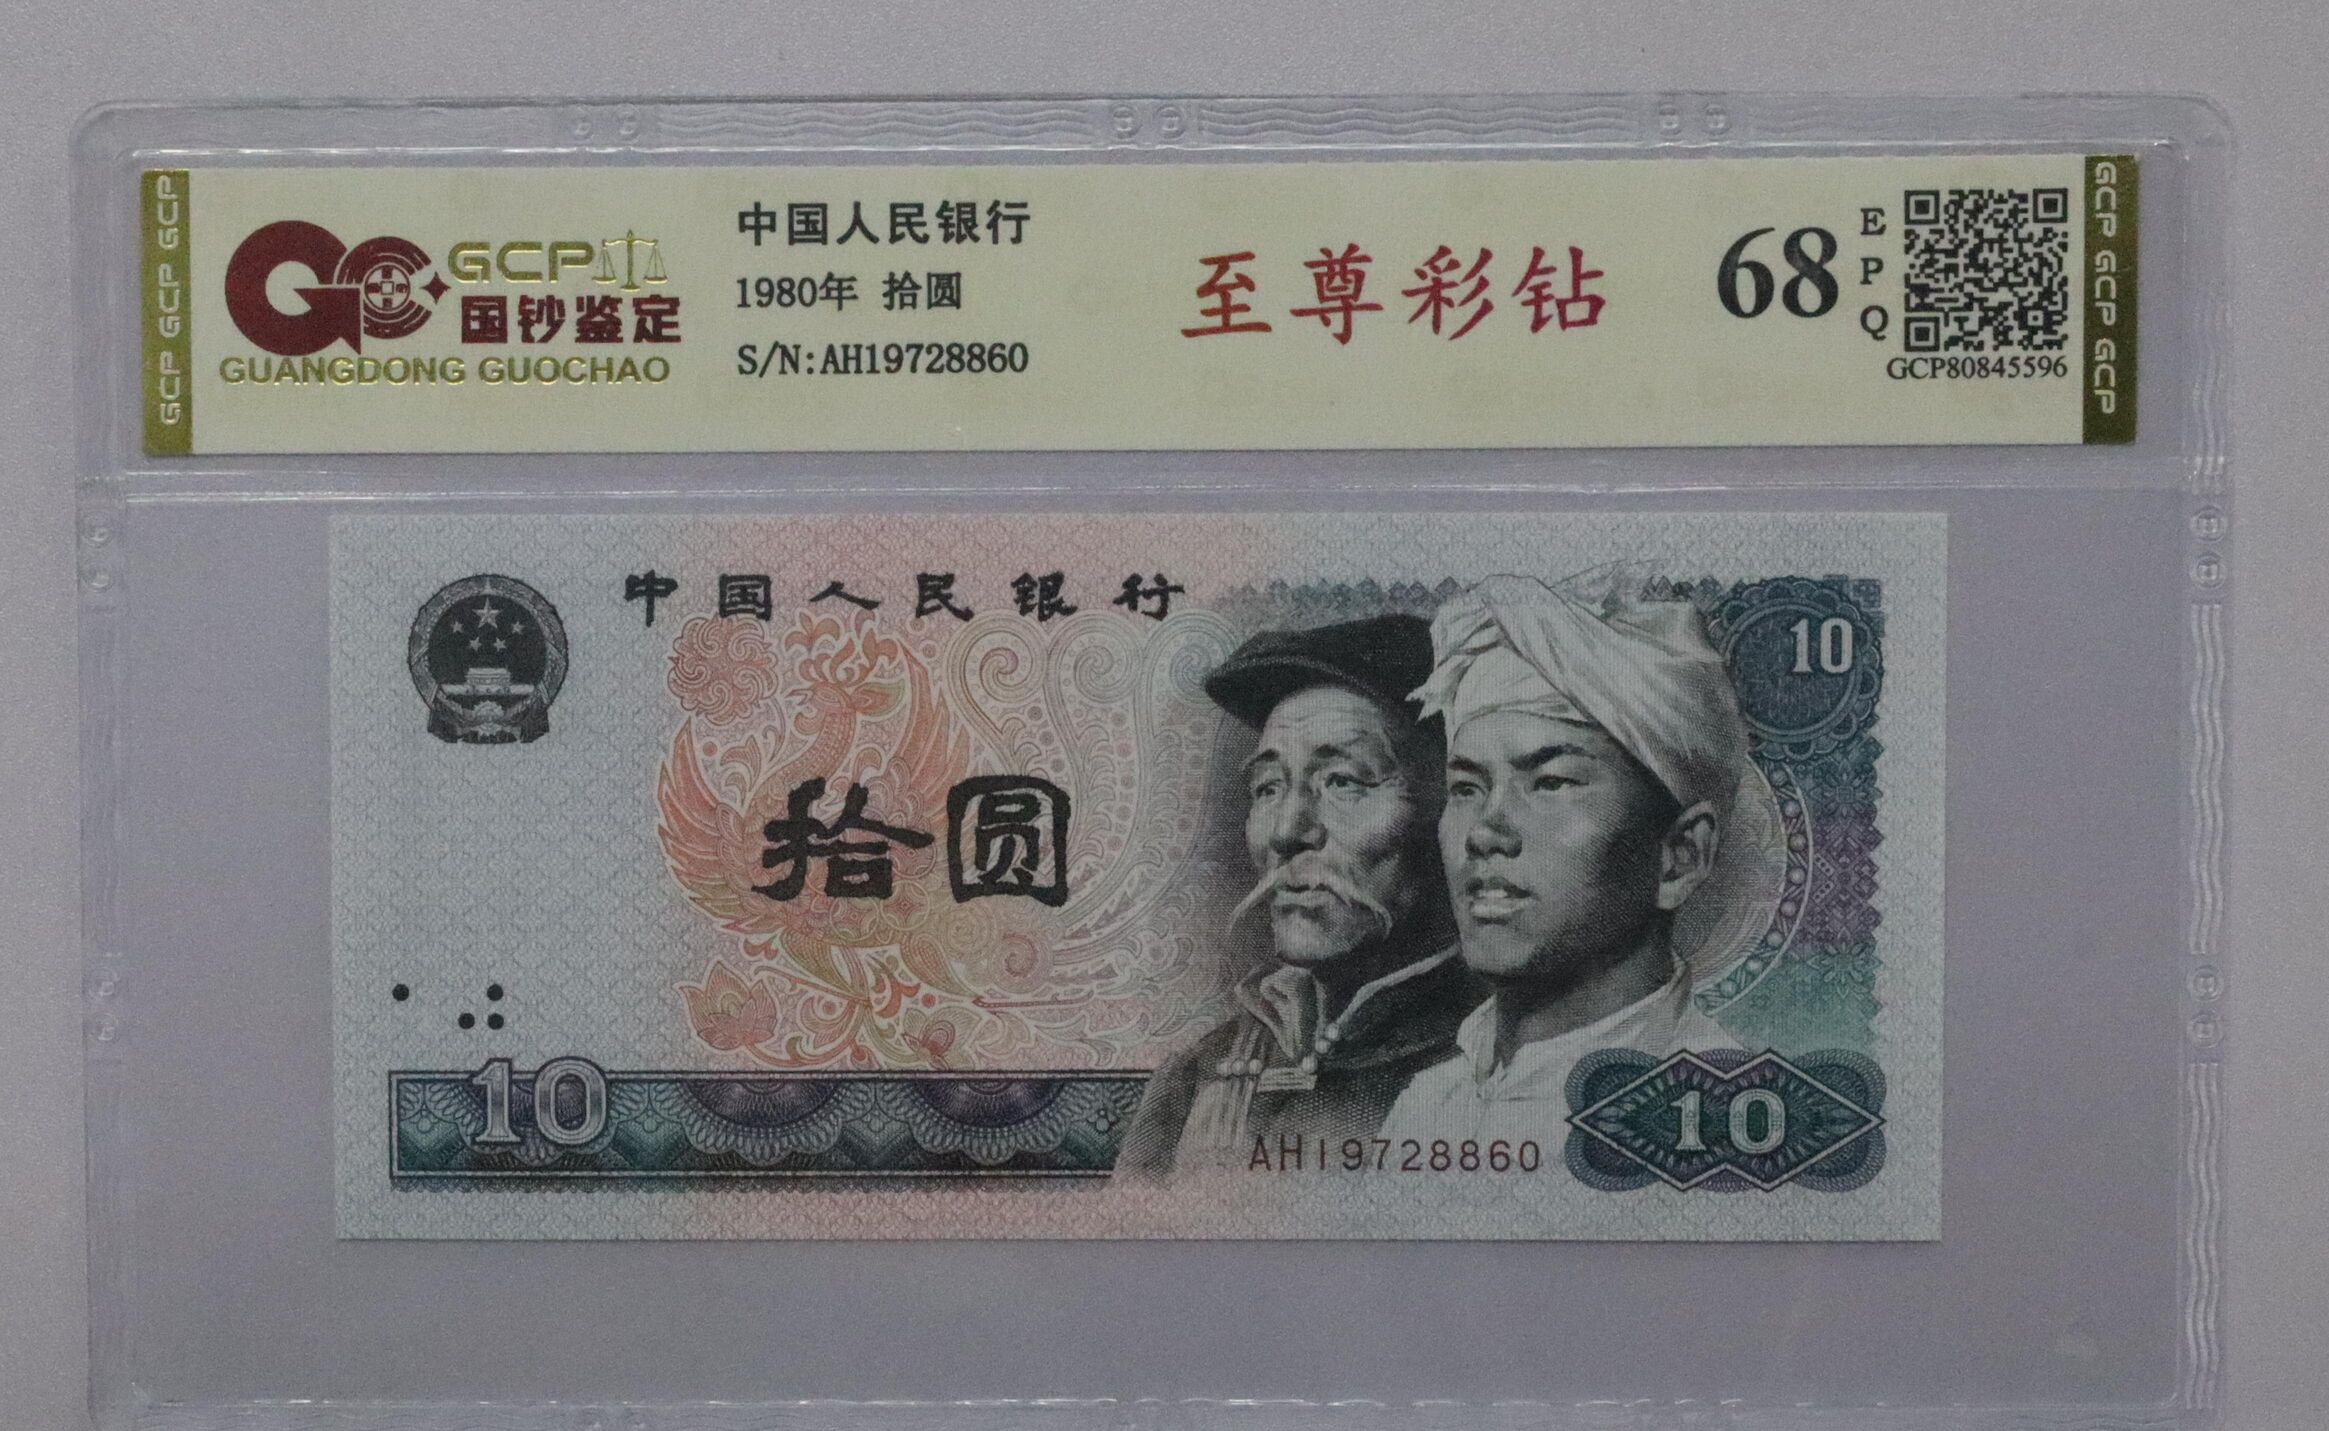 GCP GCP GCP
GCP
国钞鉴定
GUANGDONG GUOCHAO
中国人民银行
1980年 拾圆
S/N:AH19728860
至尊彩钻
68
EPQ
GCP80845596
GCP GCP GCP
中国人民银行
10
拾圆
10
AH19728860
10